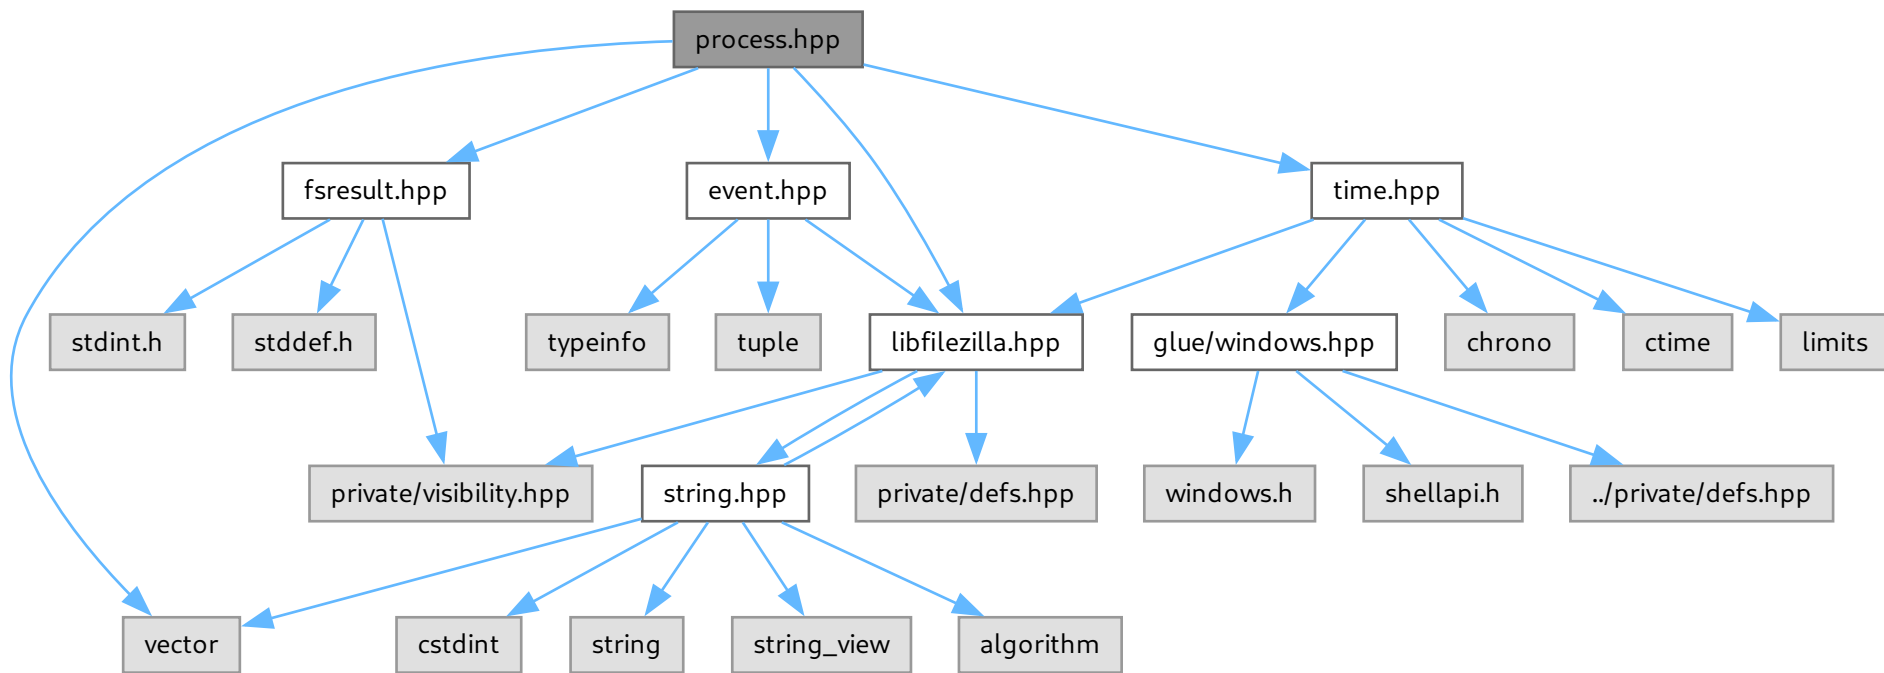 process.hpp
fsresult.hpp
event.hpp
time.hpp
stdint.h
stddef.h
typeinfo
tuple
libfilezilla.hpp
glue/windows.hpp
chrono
ctime
limits
private/visibility.hpp
string.hpp
private/defs.hpp
windows.h
shellapi.h
../private/defs.hpp
vector
cstdint
string
string_view
algorithm